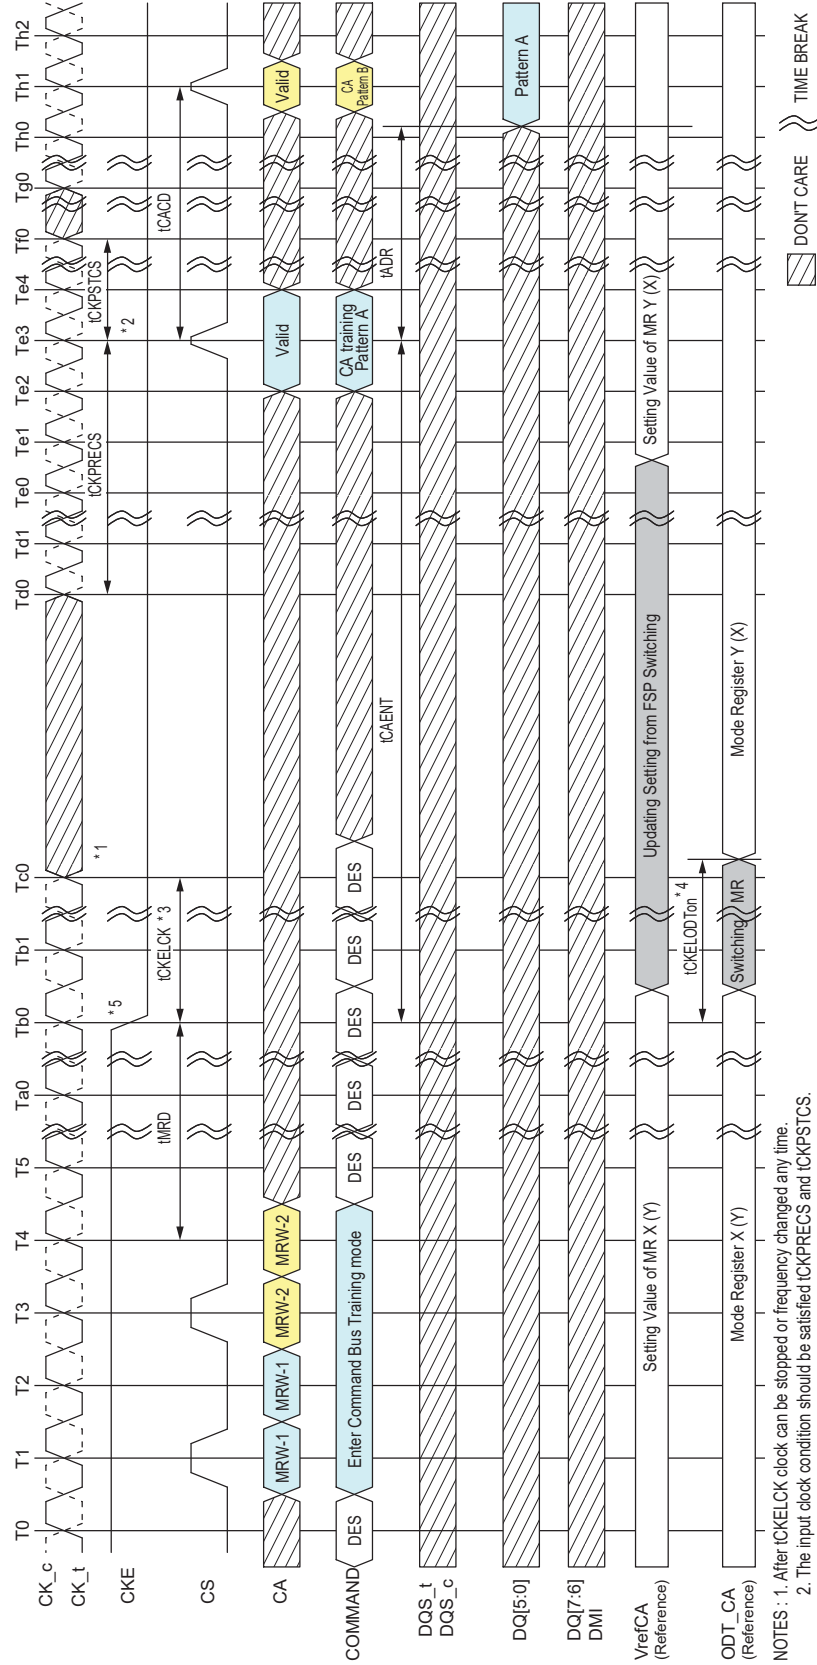 T0 T1 T2 T3 T4 T5 Ta0 Tb0 Tb1 Tc0 Td0 Td1 Te0 Te1 Te2 Te3 Te4 Tf0 Tg0 Th0 Th1 Th2
CK_c
CK_t
*1
tCKPRECS
tCKPSTCS
CKE
*5
*2
tMRD
tCKELCK *3
tCACD
CS
CA
MRW-1 MRW-1 MRW-2 MRW-2 Valid Valid
COMMAND
DES
Enter Command Bus Training mode
DES DES DES DES DES
CA training
Pattern A
CA
Pattern B
tCAENT
tADR
DQS_t
DQS_c
DQ[5:0]
Pattern A
DQ[7:6]
DMI
VrefCA
(Reference)
Setting Value of MR X (Y)
Updating Setting from FSP Switching
Setting Value of MR Y (X)
tCKELODTon *4
ODT_CA
(Reference)
Mode Register X (Y)
Switching MR
Mode Register Y (X)
NOTES : 1. After tCKELCK clock can be stopped or frequency changed any time.
2. The input clock condition should be satisfied tCKPRECS and tCKPSTCS.
DON'T CARE
TIME BREAK